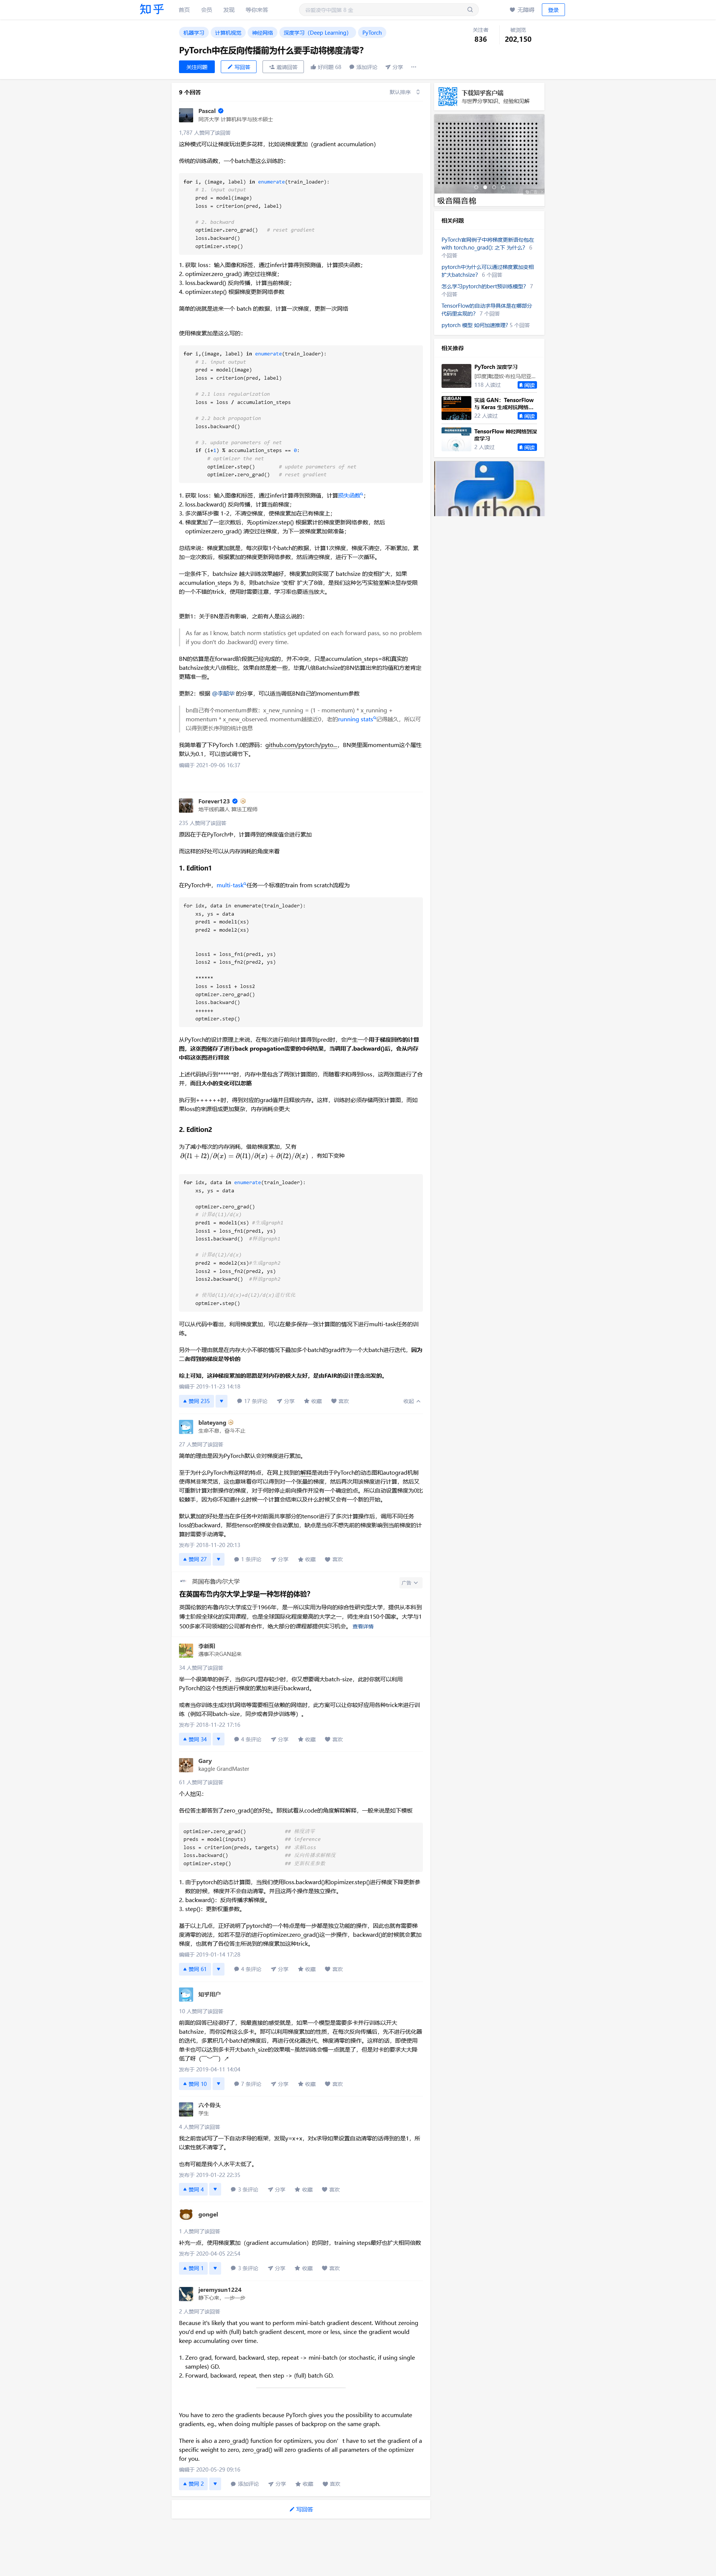 知乎
首页
会员
发现
等你来答
无障碍
登录
机器学习
计算机视觉
神经网络
深度学习（Deep Learning）
PyTorch
关注者
836
被浏览
202,150
PyTorch中在反向传播前为什么要手动将梯度清零？
关注问题
写回答
邀请回答
好问题 68
添加评论
分享
9 个回答
默认排序
Pascal
同济大学 计算机科学与技术硕士
1,787 人赞同了该回答
这种模式可以让梯度玩出更多花样，比如说梯度累加（gradient accumulation）
传统的训练函数，一个batch是这么训练的：
for i, (image, label) in enumerate(train_loader):
# 1. input output
pred = model(image)
loss = criterion(pred, label)
# 2. backward
optimizer.zero_grad()   # reset gradient
loss.backward()
optimizer.step()
1. 获取 loss：输入图像和标签，通过infer计算得到预测值，计算损失函数；
2. optimizer.zero_grad() 清空过往梯度；
3. loss.backward() 反向传播，计算当前梯度；
4. optimizer.step() 根据梯度更新网络参数
简单的说就是进来一个 batch 的数据，计算一次梯度，更新一次网络
使用梯度累加是这么写的：
for i,(image, label) in enumerate(train_loader):
# 1. input output
pred = model(image)
loss = criterion(pred, label)
# 2.1 loss regularization
loss = loss / accumulation_steps
# 2.2 back propagation
loss.backward()
# 3. update parameters of net
if (i+1) % accumulation_steps == 0:
# optimizer the net
optimizer.step()        # update parameters of net
optimizer.zero_grad()   # reset gradient
1. 获取 loss：输入图像和标签，通过infer计算得到预测值，计算损失函数；
2. loss.backward() 反向传播，计算当前梯度；
3. 多次循环步骤 1-2，不清空梯度，使梯度累加在已有梯度上；
4. 梯度累加了一定次数后，先optimizer.step() 根据累计的梯度更新网络参数，然后
optimizer.zero_grad() 清空过往梯度，为下一波梯度累加做准备；
总结来说：梯度累加就是，每次获取1个batch的数据，计算1次梯度，梯度不清空，不断累加，累
加一定次数后，根据累加的梯度更新网络参数，然后清空梯度，进行下一次循环。
一定条件下，batchsize 越大训练效果越好，梯度累加则实现了 batchsize 的变相扩大，如果
accumulation_steps 为 8，则batchsize '变相' 扩大了8倍，是我们这种乞丐实验室解决显存受限
的一个不错的trick，使用时需要注意，学习率也要适当放大。
更新1：关于BN是否有影响，之前有人是这么说的：
As far as I know, batch norm statistics get updated on each forward pass, so no problem
if you don't do .backward() every time.
BN的估算是在forward阶段就已经完成的，并不冲突，只是accumulation_steps=8和真实的
batchsize放大八倍相比，效果自然是差一些，毕竟八倍Batchsize的BN估算出来的均值和方差肯定
更精准一些。
更新2：根据 @李韶华 的分享，可以适当调低BN自己的momentum参数
bn自己有个momentum参数：x_new_running = (1 - momentum) * x_running +
momentum * x_new_observed. momentum越接近0，老的running stats记得越久，所以可
以得到更长序列的统计信息
我简单看了下PyTorch 1.0的源码：github.com/pytorch/pyto...，BN类里面momentum这个属性
默认为0.1，可以尝试调节下。
编辑于 2021-09-06 16:37
Forever123
地平线机器人 算法工程师
235 人赞同了该回答
原因在于在PyTorch中，计算得到的梯度值会进行累加
而这样的好处可以从内存消耗的角度来看
1. Edition1
在PyTorch中，multi-task任务一个标准的train from scratch流程为
for idx, data in enumerate(train_loader):
xs, ys = data
pred1 = model1(xs)
pred2 = model2(xs)
loss1 = loss_fn1(pred1, ys)
loss2 = loss_fn2(pred2, ys)
******
loss = loss1 + loss2
optmizer.zero_grad()
loss.backward()
++++++
optmizer.step()
从PyTorch的设计原理上来说，在每次进行前向计算得到pred时，会产生一个用于梯度回传的计算
图，这张图储存了进行back propagation需要的中间结果，当调用了.backward()后，会从内存
中将这张图进行释放
上述代码执行到******时，内存中是包含了两张计算图的，而随着求和得到loss，这两张图进行了合
并，而且大小的变化可以忽略
执行到++++++时，得到对应的grad值并且释放内存。这样，训练时必须存储两张计算图，而如
果loss的来源组成更加复杂，内存消耗会更大
2. Edition2
为了减小每次的内存消耗，借助梯度累加，又有
∂(l1 + l2)/∂(x) = ∂(l1)/∂(x) + ∂(l2)/∂(x) ，有如下变种
for idx, data in enumerate(train_loader):
xs, ys = data
optmizer.zero_grad()
# 计算d(l1)/d(x)
pred1 = model1(xs) #生成graph1
loss1 = loss_fn1(pred1, ys)
loss1.backward()  #释放graph1
# 计算d(l2)/d(x)
pred2 = model2(xs)#生成graph2
loss2 = loss_fn2(pred2, ys)
loss2.backward()  #释放graph2
# 使用d(l1)/d(x)+d(l2)/d(x)进行优化
optmizer.step()
可以从代码中看出，利用梯度累加，可以在最多保存一张计算图的情况下进行multi-task任务的训
练。
另外一个理由就是在内存大小不够的情况下叠加多个batch的grad作为一个大batch进行迭代，因为
二者得到的梯度是等价的
综上可知，这种梯度累加的思路是对内存的极大友好，是由FAIR的设计理念出发的。
编辑于 2019-11-23 14:18
赞同 235
17 条评论
分享
收藏
喜欢
收起
blateyang
生命不息，奋斗不止
27 人赞同了该回答
简单的理由是因为PyTorch默认会对梯度进行累加。
至于为什么PyTorch有这样的特点，在网上找到的解释是说由于PyTorch的动态图和autograd机制
使得其非常灵活，这也意味着你可以得到对一个张量的梯度，然后再次用该梯度进行计算，然后又
可重新计算对新操作的梯度，对于何时停止前向操作并没有一个确定的点。所以自动设置梯度为0比
较棘手，因为你不知道什么时候一个计算会结束以及什么时候又会有一个新的开始。
默认累加的好处是当在多任务中对前面共享部分的tensor进行了多次计算操作后，调用不同任务
loss的backward，那些tensor的梯度会自动累加，缺点是当你不想先前的梯度影响到当前梯度的计
算时需要手动清零。
发布于 2018-11-20 20:13
赞同 27
1 条评论
分享
收藏
喜欢
英国布鲁内尔大学
广告
在英国布鲁内尔大学上学是一种怎样的体验？
英国伦敦的布鲁内尔大学成立于1966年，是一所以实用为导向的综合性研究型大学，提供从本科到
博士阶段全球化的实用课程，也是全球国际化程度最高的大学之一，师生来自150个国家。大学与1
500多家不同领域的公司都有合作，绝大部分的课程都提供实习机会。 查看详情
李新阳
遇事不决GAN起来
34 人赞同了该回答
举一个很简单的例子，当你GPU显存较少时，你又想要调大batch-size，此时你就可以利用
PyTorch的这个性质进行梯度的累加来进行backward。
或者当你训练生成对抗网络等需要相互依赖的网络时，此方案可以让你较好应用各种trick来进行训
练（例如不同batch-size，同步或者异步训练等）。
发布于 2018-11-22 17:16
赞同 34
4 条评论
分享
收藏
喜欢
Gary
kaggle GrandMaster
61 人赞同了该回答
个人拙见：
各位答主都答到了zero_grad()的好处。那我试着从code的角度解释解释，一般来说是如下模板
optimizer.zero_grad()             ## 梯度清零
preds = model(inputs)             ## inference
loss = criterion(preds, targets)  ## 求解loss
loss.backward()                   ## 反向传播求解梯度
optimizer.step()                  ## 更新权重参数
1. 由于pytorch的动态计算图，当我们使用loss.backward()和opimizer.step()进行梯度下降更新参
数的时候，梯度并不会自动清零。并且这两个操作是独立操作。
2. backward()：反向传播求解梯度。
3. step()：更新权重参数。
基于以上几点，正好说明了pytorch的一个特点是每一步都是独立功能的操作，因此也就有需要梯
度清零的说法，如若不显示的进行optimizer.zero_grad()这一步操作，backward()的时候就会累加
梯度，也就有了各位答主所说到的梯度累加这种trick。
编辑于 2019-01-14 17:28
赞同 61
4 条评论
分享
收藏
喜欢
知乎用户
10 人赞同了该回答
前面的回答已经很好了，我最直接的感受就是，如果一个模型是需要多卡并行训练以开大
batchsize，而你没有这么多卡。即可以利用梯度累加的性质，在每次反向传播后，先不进行优化器
的迭代，多累积几个batch的梯度后，再进行优化器迭代、梯度清零的操作。这样的话，即使使用
单卡也可以达到多卡开大batch_size的效果哦~虽然训练会慢一点就是了，但是对卡的要求大大降
低了呀（￣︶￣）↗
发布于 2019-04-11 14:04
赞同 10
7 条评论
分享
收藏
喜欢
六个骨头
学生
4 人赞同了该回答
我之前尝试写了一下自动求导的框架，发现y=x+x，对x求导如果设置自动清零的话得到的是1，所
以索性就不清零了。
也有可能是我个人水平太低了。
发布于 2019-01-22 22:35
赞同 4
3 条评论
分享
收藏
喜欢
gongel
1 人赞同了该回答
补充一点，使用梯度累加（gradient accumulation）的同时，training steps最好也扩大相同倍数
发布于 2020-04-05 22:54
赞同 1
3 条评论
分享
收藏
喜欢
jeremysun1224
静下心来，一步一步
2 人赞同了该回答
Because it's likely that you want to perform mini-batch gradient descent. Without zeroing
you'd end up with (full) batch gradient descent, more or less, since the gradient would
keep accumulating over time.
1. Zero grad, forward, backward, step, repeat -> mini-batch (or stochastic, if using single
samples) GD.
2. Forward, backward, repeat, then step -> (full) batch GD.
You have to zero the gradients because PyTorch gives you the possibility to accumulate
gradients, eg., when doing multiple passes of backprop on the same graph.
There is also a zero_grad() function for optimizers, you don't have to set the gradient of a
specific weight to zero, zero_grad() will zero gradients of all parameters of the optimizer
for you.
编辑于 2020-05-29 09:16
赞同 2
添加评论
分享
收藏
喜欢
写回答
下载知乎客户端
与世界分享知识、经验和见解
吸音隔音棉
相关问题
PyTorch官网例子中将梯度更新语句包在
with torch.no_grad(): 之下 为什么？ 6
个回答
pytorch中为什么可以通过梯度累加变相
扩大batchsize？ 6 个回答
怎么学习pytorch的bert预训练模型？ 7
个回答
TensorFlow的自动求导具体是在哪部分
代码里实现的？ 7 个回答
pytorch 模型 如何加速推理? 5 个回答
相关推荐
PyTorch 深度学习
118 人读过
阅读
实战 GAN：TensorFlow
与 Keras 生成对抗网络...
22 人读过
阅读
TensorFlow 神经网络到深
度学习
2 人读过
阅读
python